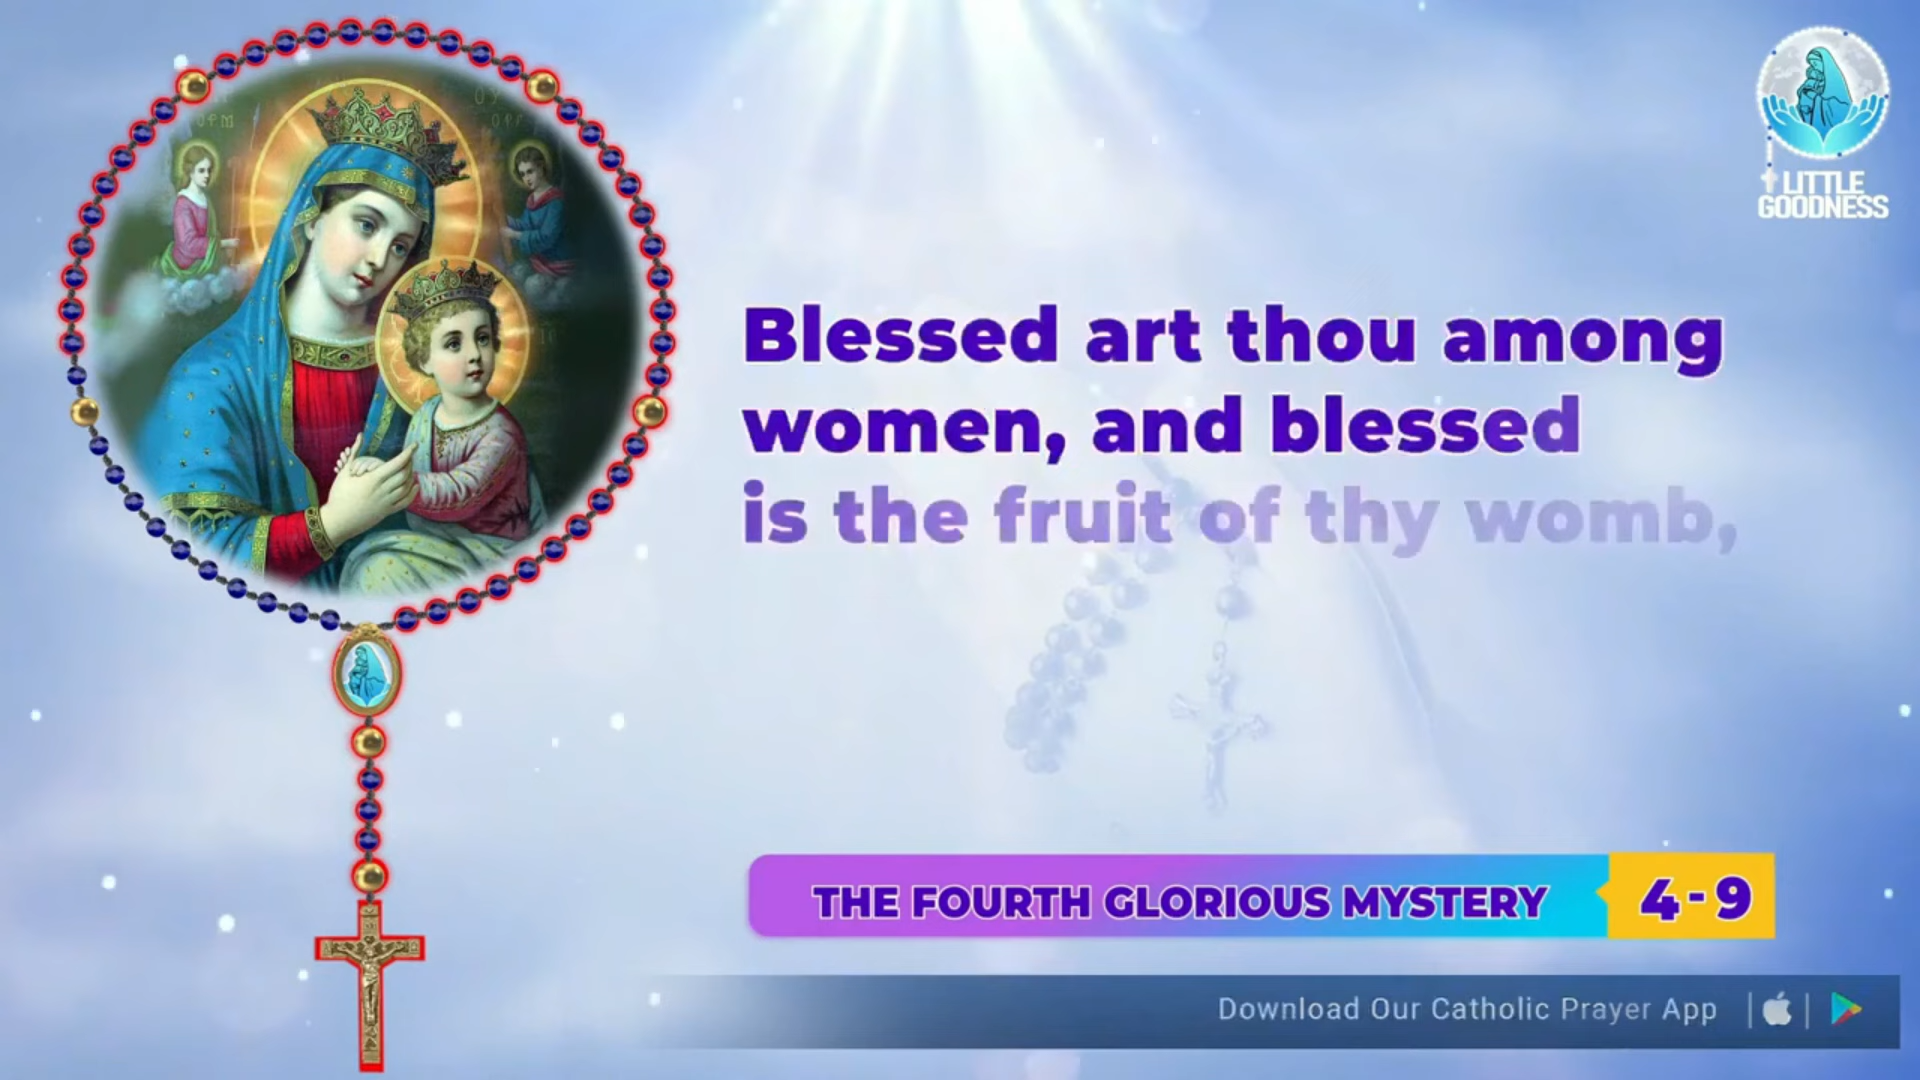 LITTLE
GOODNESS
Blessed art thou among
women, and blessed
is the fruit of thy womb,
THE FOURTH GLORIOUS MYSTERY 4-9
Download Our Catholic Prayer App